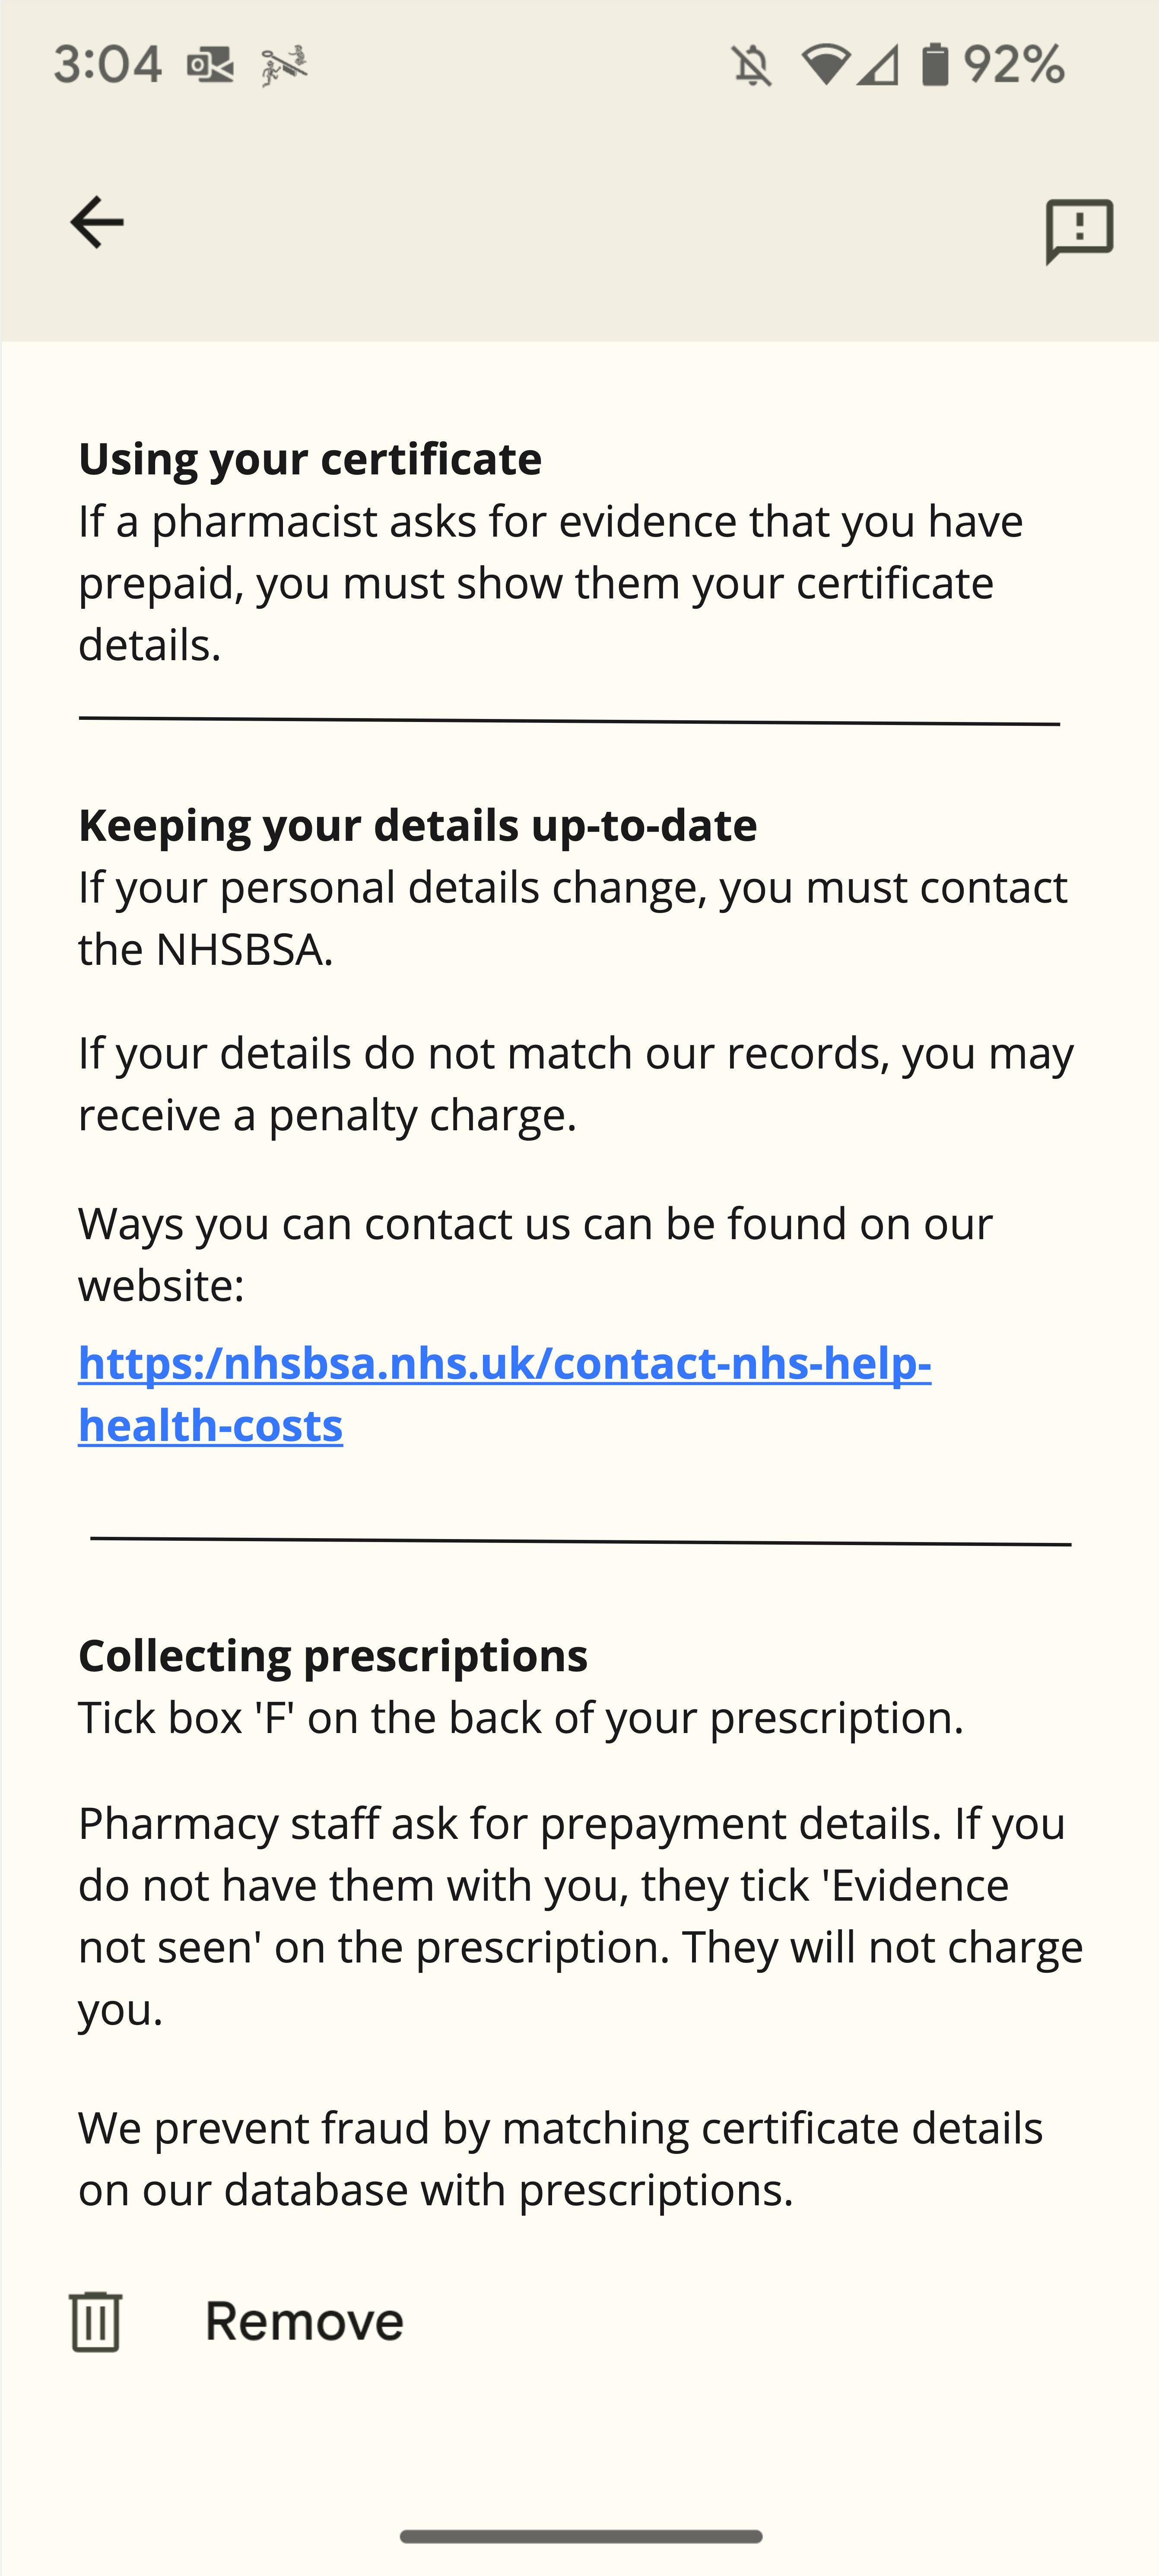 3:04
92%
Using your certificate
If a pharmacist asks for evidence that you have
prepaid, you must show them your certificate
details.
Keeping your details up-to-date
If your personal details change, you must contact
the NHSBSA.
If your details do not match our records, you may
receive a penalty charge.
Ways you can contact us can be found on our
website:
https:/nhsbsa.nhs.uk/contact-nhs-help-
health-costs
Collecting prescriptions
Tick box 'F' on the back of your prescription.
Pharmacy staff ask for prepayment details. If you
do not have them with you, they tick 'Evidence
not seen' on the prescription. They will not charge
you.
We prevent fraud by matching certificate details
on our database with prescriptions.
Remove